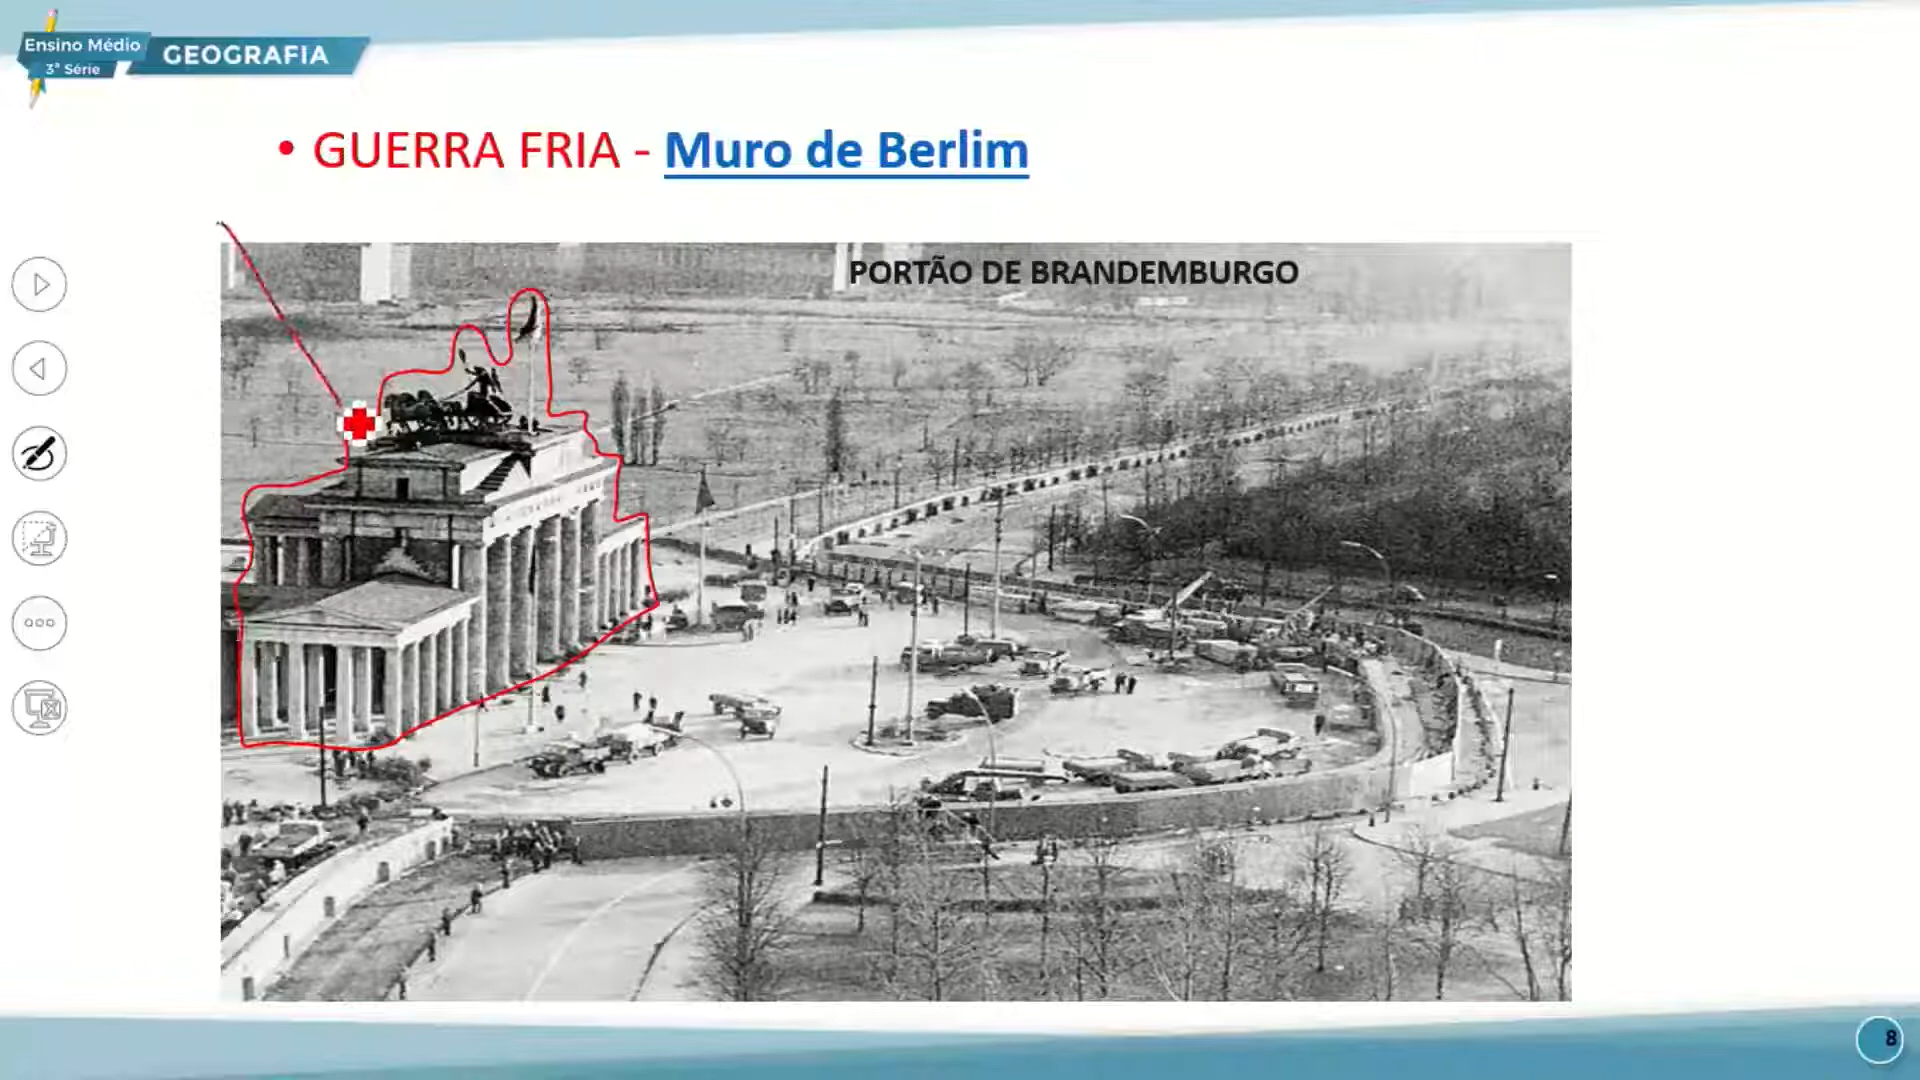 Ensino Médio
3ª Série
GEOGRAFIA
• GUERRA FRIA - Muro de Berlim
PORTÃO DE BRANDEMBURGO
8